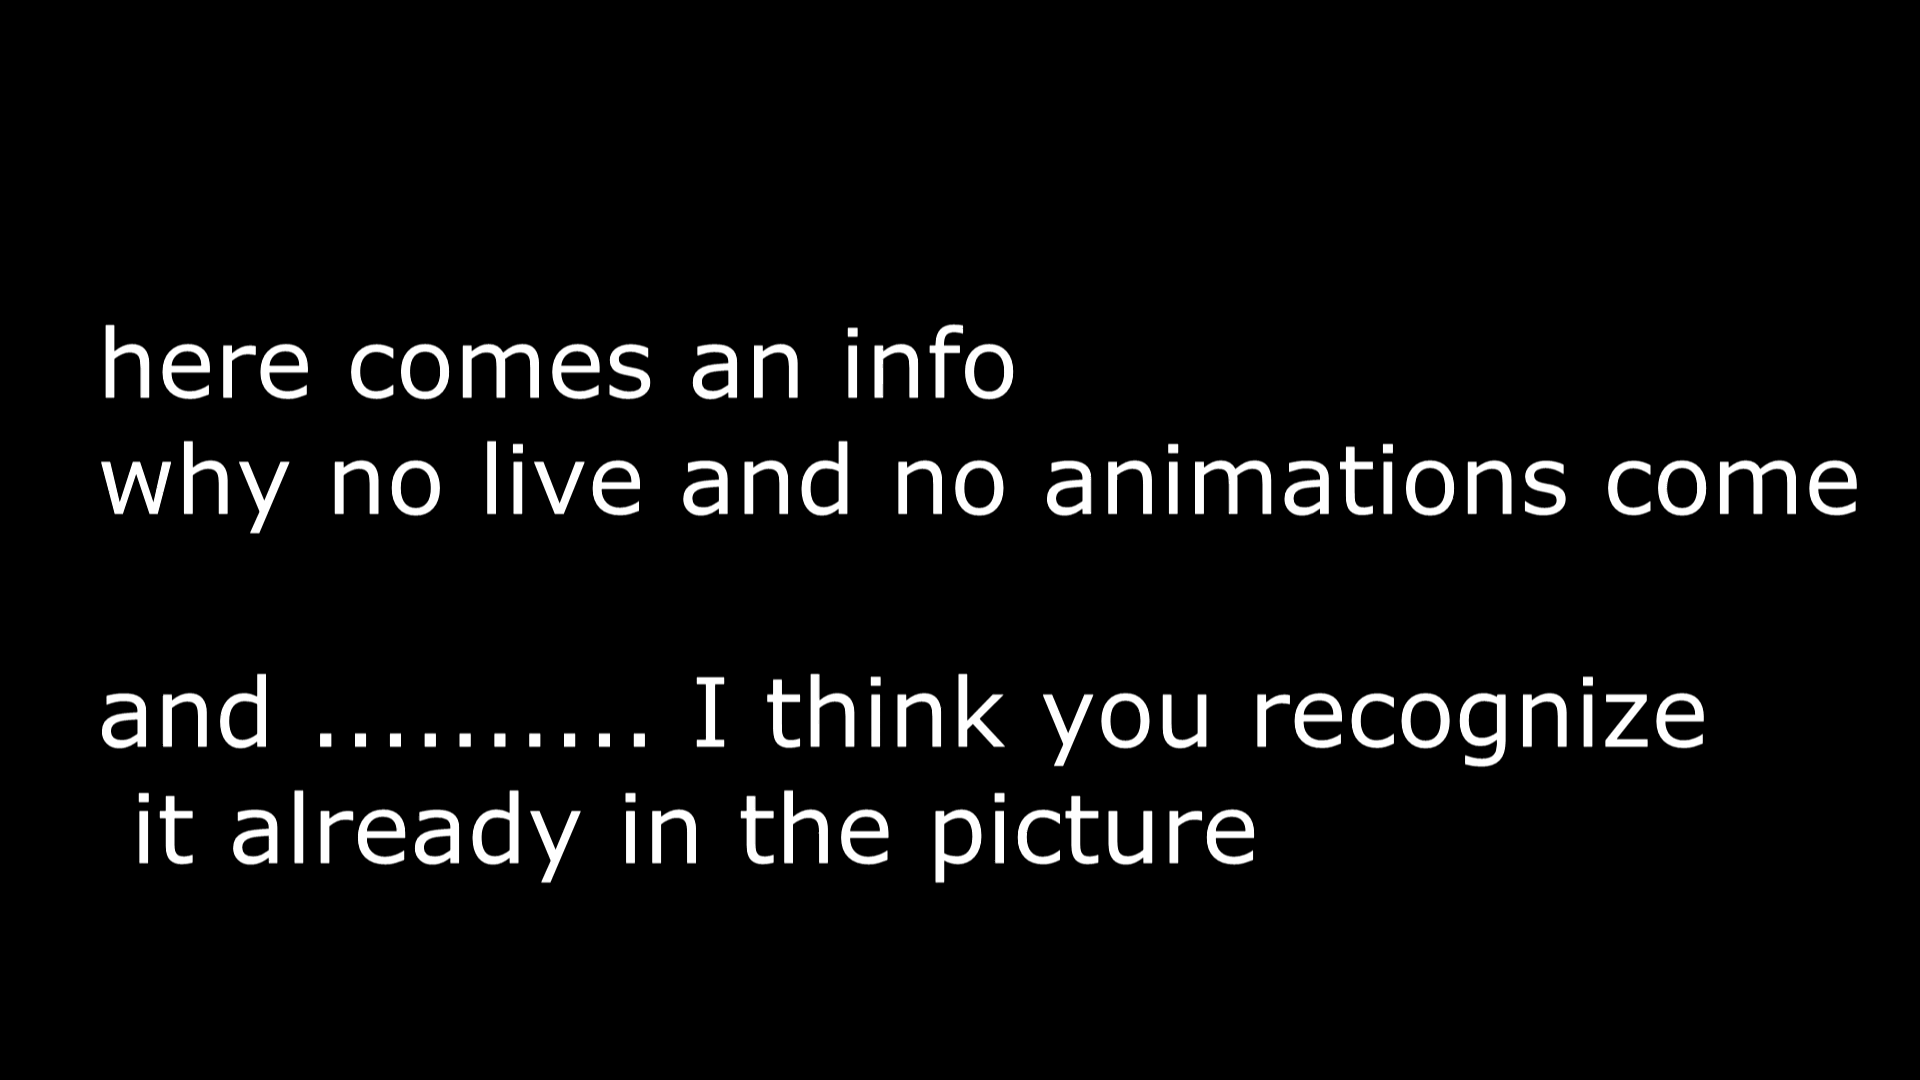 here comes an info
why no live and no animations come
and .......... I think you recognize
it already in the picture